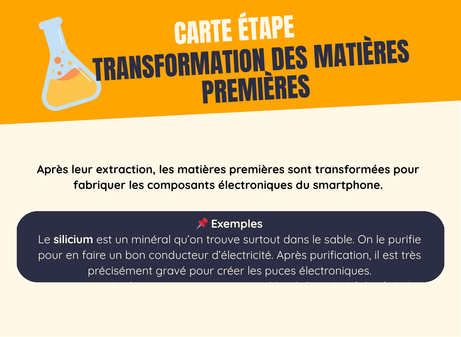 CARTE ÉTAPE
TRANSFORMATION DES MATIÈRES
PREMIÈRES
Après leur extraction, les matières premières sont transformées pour
fabriquer les composants électroniques du smartphone.
📌 Exemples
Le silicium est un minéral qu'on trouve surtout dans le sable. On le purifie
pour en faire un bon conducteur d'électricité. Après purification, il est très
précisément gravé pour créer les puces électroniques.